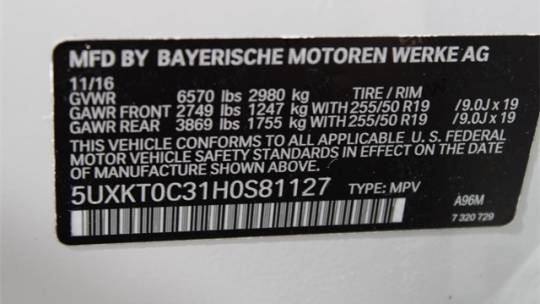 MFD BY BAYERISCHE MOTOREN WERKE AG
11/16
GVWR 6570 lbs 2980 kg TIRE / RIM
GAWR FRONT 2749 lbs 1247 kg WITH 255/50 R19 /9.0J x 19
GAWR REAR 3869 lbs 1755 kg WITH 255/50 R19 /9.0J x 19
THIS VEHICLE CONFORMS TO ALL APPLICABLE U. S. FEDERAL
MOTOR VEHICLE SAFETY STANDARDS IN EFFECT ON THE DATE
OF MANUFACTURE SHOWN ABOVE.
5UXKT0C31H0S81127 TYPE: MPV
A96M
7 320 729